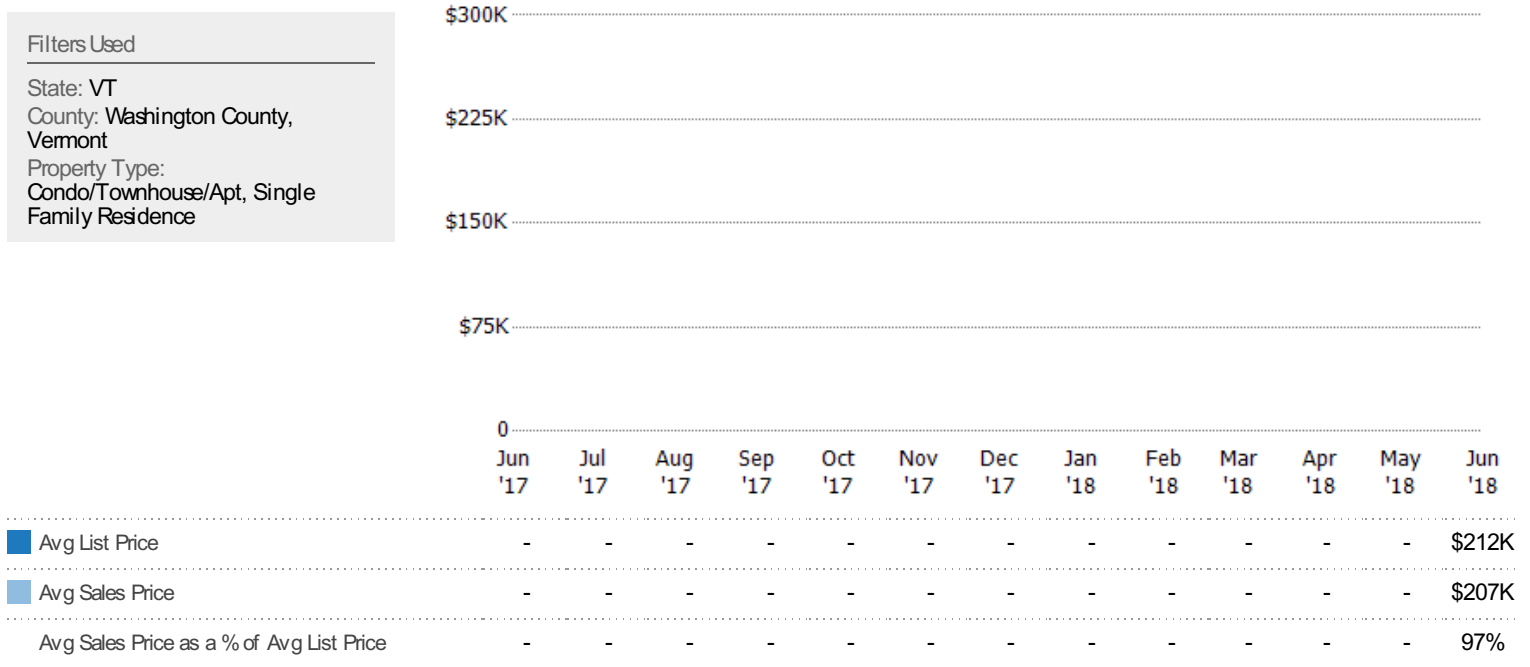 Filters Used
State: VT
County: Washington County,
Vermont
Property Type:
Condo/Townhouse/Apt, Single
Family Residence
$300K
$225K
$150K
$75K
0
Jun Jul Aug Sep Oct Nov Dec Jan Feb Mar Apr May Jun
'17 '17 '17 '17 '17 '17 '17 '18 '18 '18 '18 '18 '18
Avg List Price - - - - - - - - - - - - $212K
Avg Sales Price - - - - - - - - - - - - $207K
Avg Sales Price as a % of Avg List Price - - - - - - - - - - - - 97%